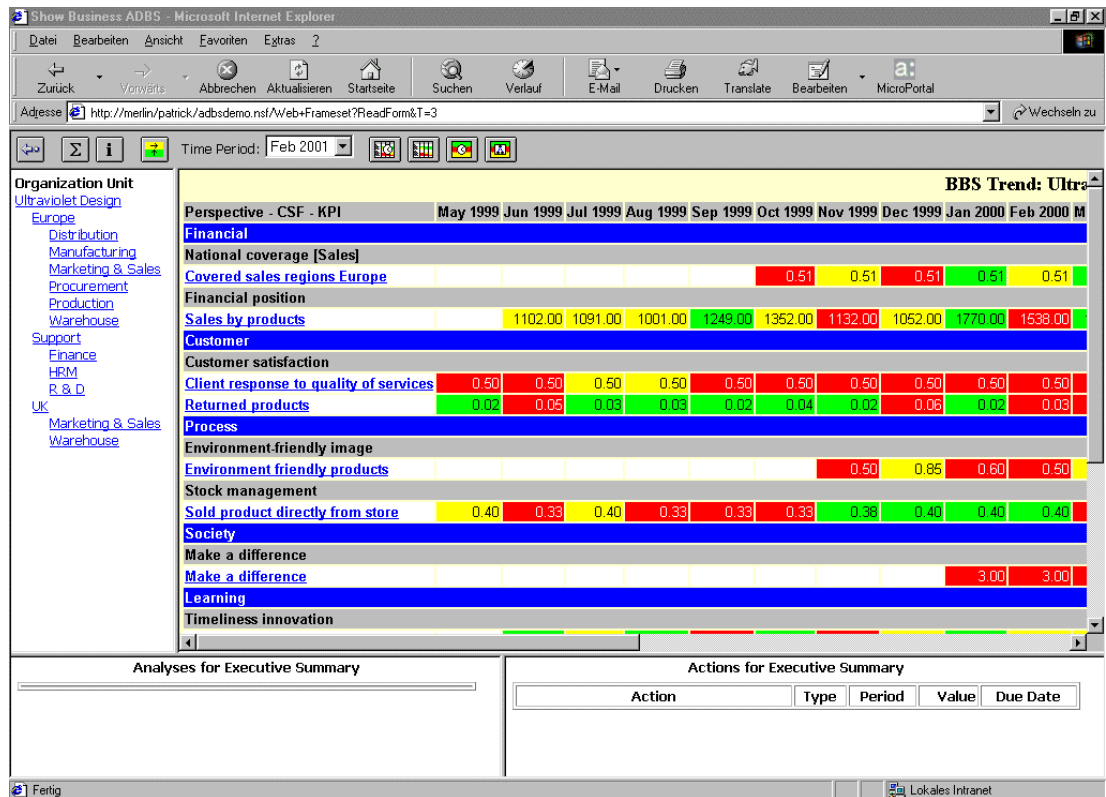 Show Business ADBS - Microsoft Internet Explorer
Datei Bearbeiten Ansicht Favoriten Extras ?
Zurück Vorwärts Abbrechen Aktualisieren Startseite Suchen Verlauf E-Mail Drucken Translate Bearbeiten MicroPortal
Adresse http://merlin/patrick/adbsdemo.nsf/Web+Frameset?ReadForm&T=3 Wechseln zu
Time Period: Feb 2001
Organization Unit
Ultraviolet Design
Europe
Distribution
Manufacturing
Marketing & Sales
Procurement
Production
Warehouse
Support
Finance
HRM
R & D
UK
Marketing & Sales
Warehouse
BBS Trend: Ultra
Perspective - CSF - KPI May 1999 Jun 1999 Jul 1999 Aug 1999 Sep 1999 Oct 1999 Nov 1999 Dec 1999 Jan 2000 Feb 2000 M
Financial
National coverage [Sales]
Covered sales regions Europe 0.51 0.51 0.51 0.51 0.51
Financial position
Sales by products 1102.00 1091.00 1001.00 1249.00 1352.00 1132.00 1052.00 1770.00 1538.00
Customer
Customer satisfaction
Client response to quality of services 0.50 0.50 0.50 0.50 0.50 0.50 0.50 0.50 0.50 0.50
Returned products 0.02 0.05 0.03 0.03 0.02 0.04 0.02 0.06 0.02 0.03
Process
Environment-friendly image
Environment friendly products 0.50 0.85 0.60 0.50
Stock management
Sold product directly from store 0.40 0.33 0.40 0.33 0.33 0.33 0.38 0.40 0.40 0.40
Society
Make a difference
Make a difference 3.00 3.00
Learning
Timeliness innovation
Analyses for Executive Summary
Actions for Executive Summary
Action Type Period Value Due Date
Fertig Lokales Intranet